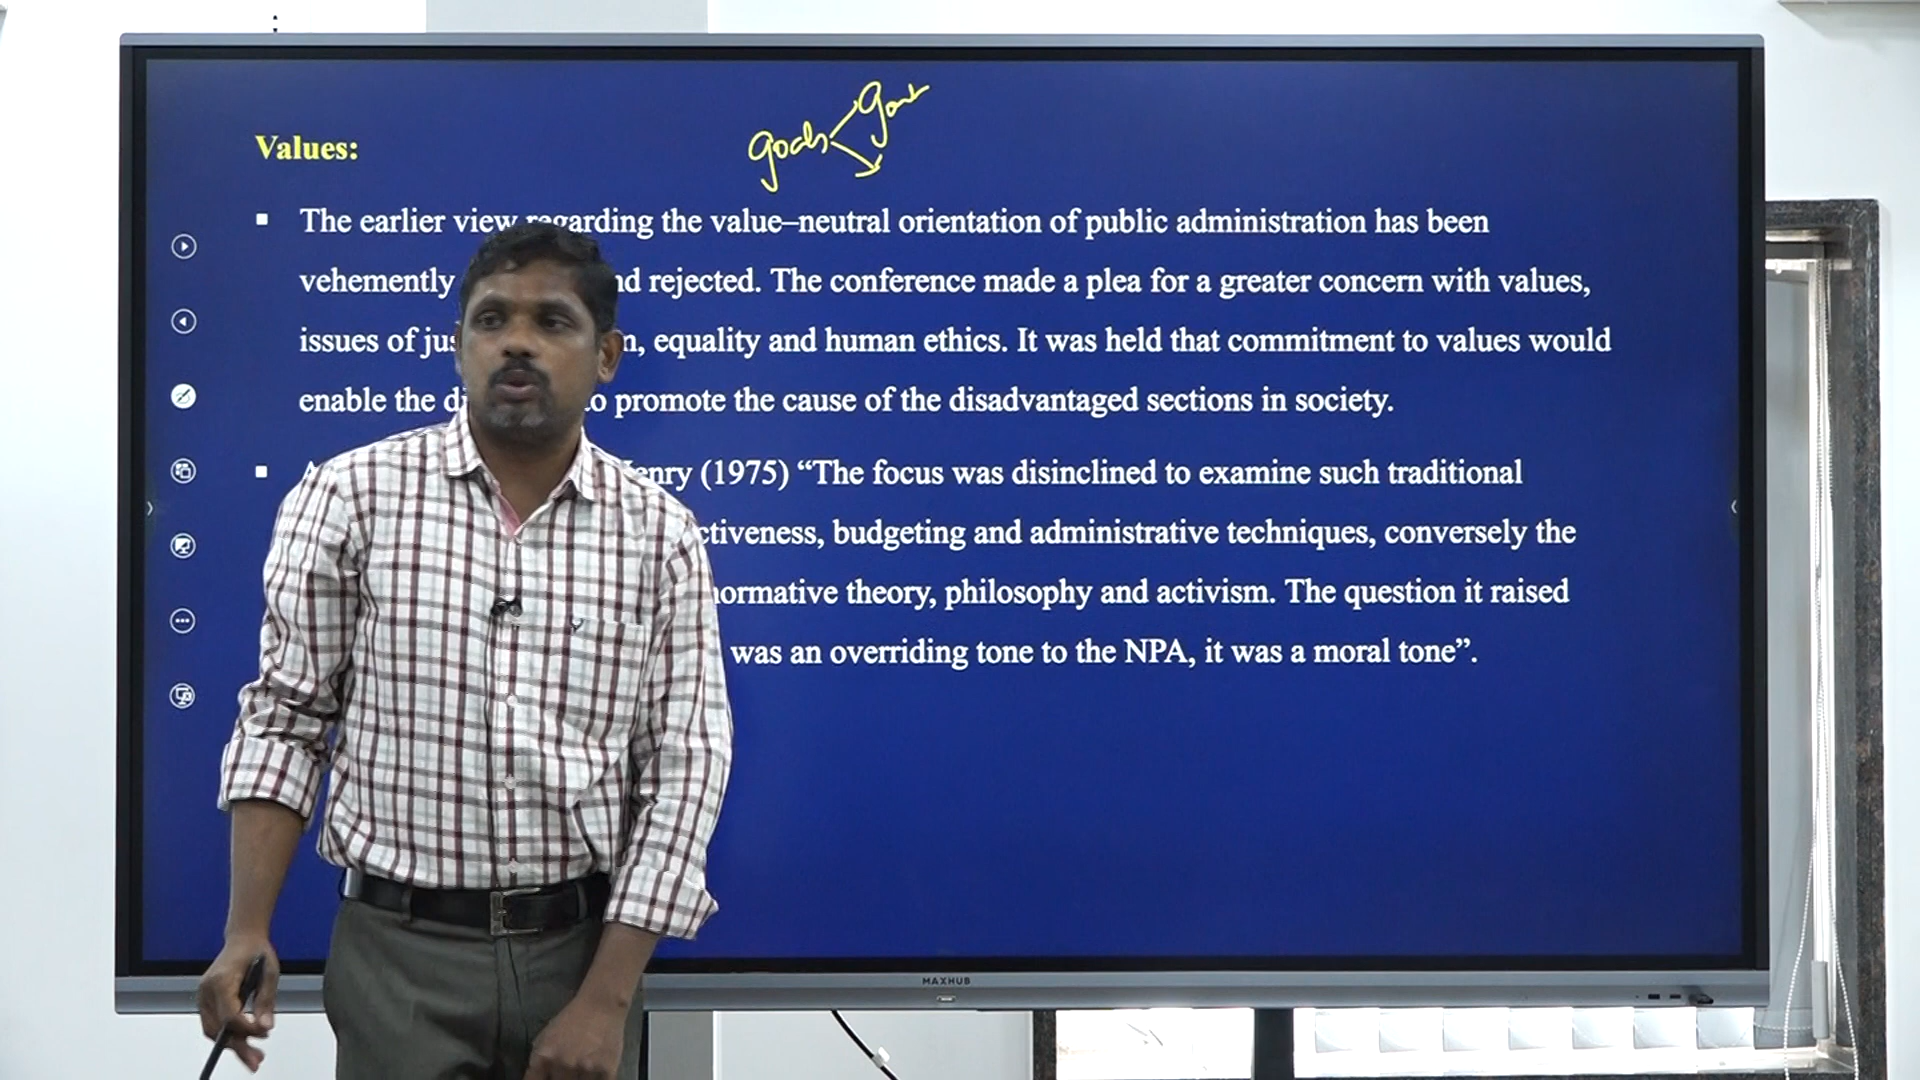 goals
Govt
Values:
The earlier view regarding the value–neutral orientation of public administration has been
vehemently nd rejected. The conference made a plea for a greater concern with values,
issues of jus n, equality and human ethics. It was held that commitment to values would
enable the di to promote the cause of the disadvantaged sections in society.
A Henry (1975) “The focus was disinclined to examine such traditional
ctiveness, budgeting and administrative techniques, conversely the
normative theory, philosophy and activism. The question it raised
was an overriding tone to the NPA, it was a moral tone”.
MAXHUB